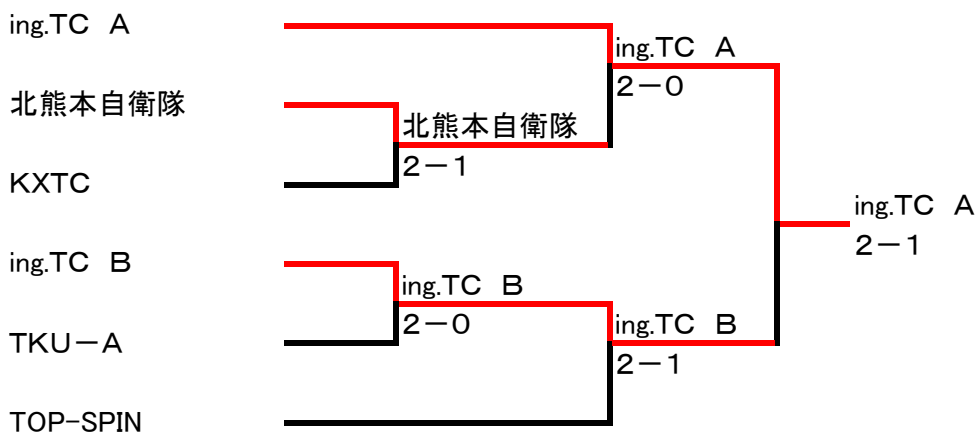 ing.TC　A
北熊本自衛隊
KXTC
ing.TC　B
TKU－A
TOP-SPIN
北熊本自衛隊
2－1
ing.TC　B
2－0
ing.TC　A
2－0
ing.TC　B
2－1
ing.TC　A
2－1